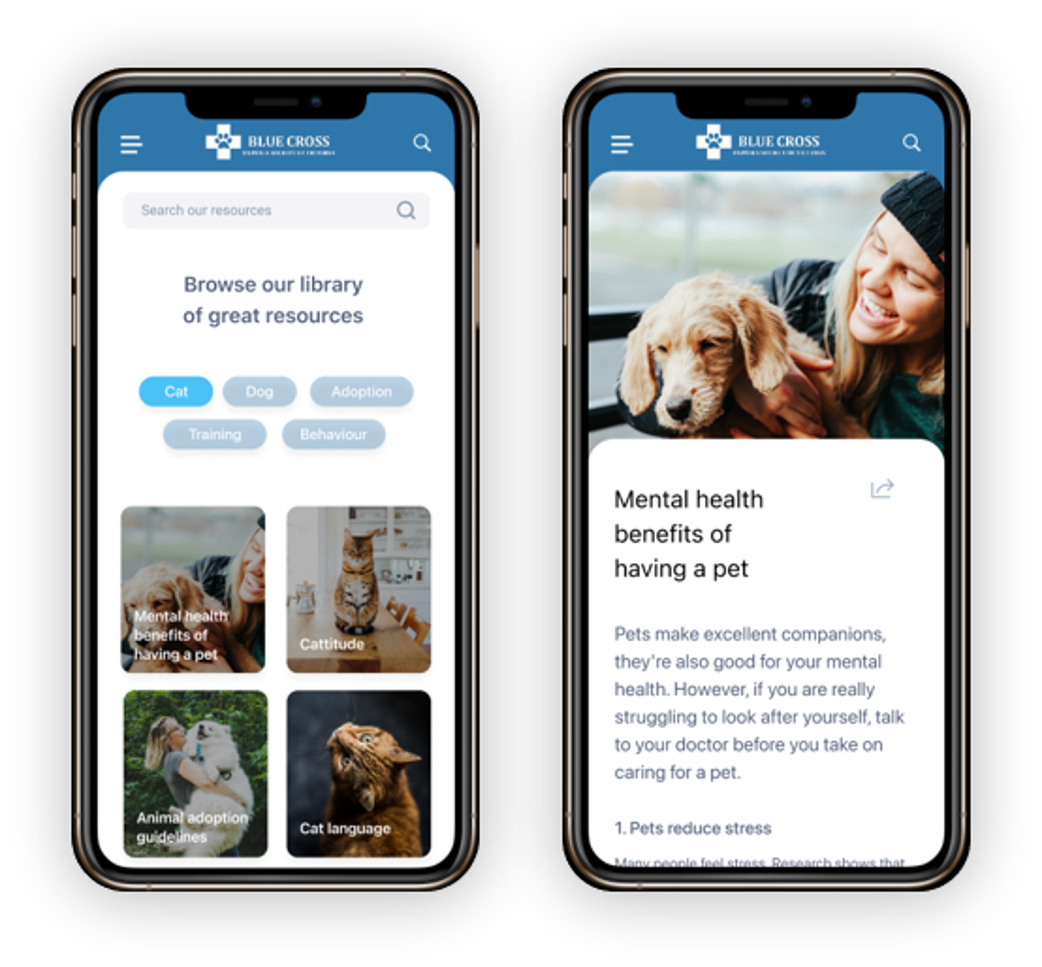 BLUE CROSS
Search our resources
Browse our library
of great resources
Cat
Dog
Adoption
Training
Behaviour
Mental health
benefits of
having a pet
Cattitude
Animal adoption
guidelines
Cat language
BLUE CROSS
Mental health
benefits of
having a pet
Pets make excellent companions,
they're also good for your mental
health. However, if you are really
struggling to look after yourself, talk
to your doctor before you take on
caring for a pet.
1. Pets reduce stress
Many people feel stress. Research shows that